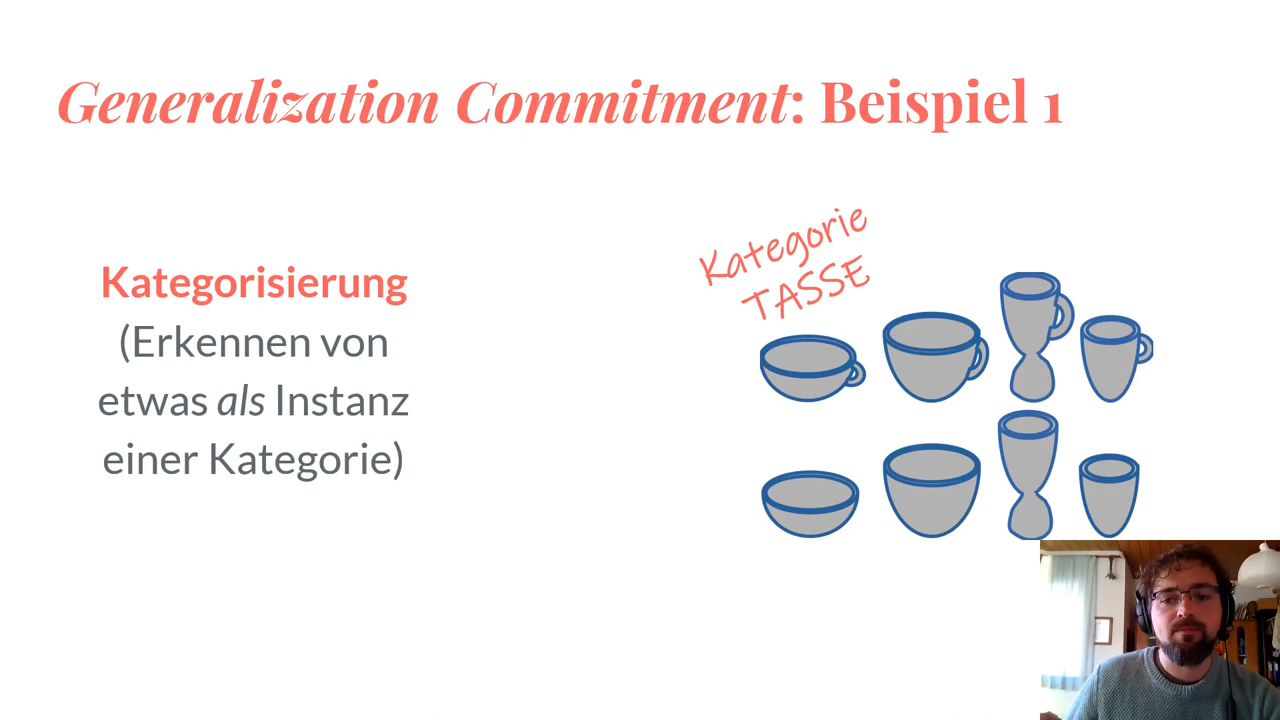 Generalization Commitment: Beispiel 1
Kategorisierung
(Erkennen von
etwas als Instanz
einer Kategorie)
Kategorie
TASSE